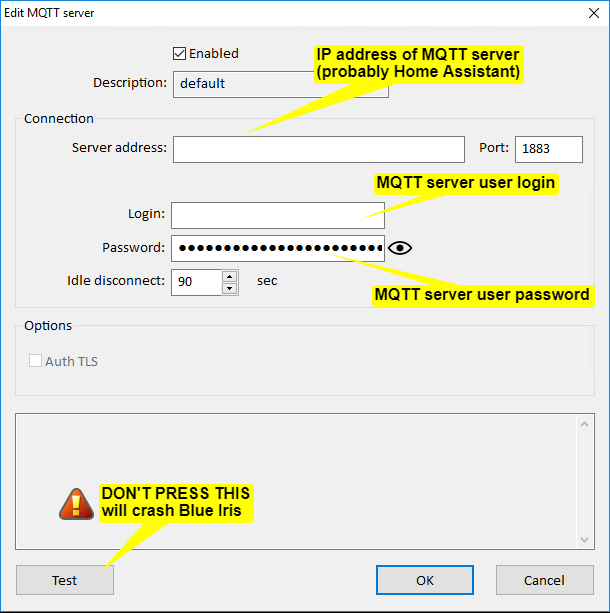 Edit MQTT server
Enabled
IP address of MQTT server
(probably Home Assistant)
Description: default
Connection
Server address: Port: 1883
MQTT server user login
Login:
Password: ●●●●●●●●●●●●●●●●●●●●●●●
MQTT server user password
Idle disconnect: 90 sec
Options
Auth TLS
DON'T PRESS THIS
will crash Blue Iris
Test OK Cancel